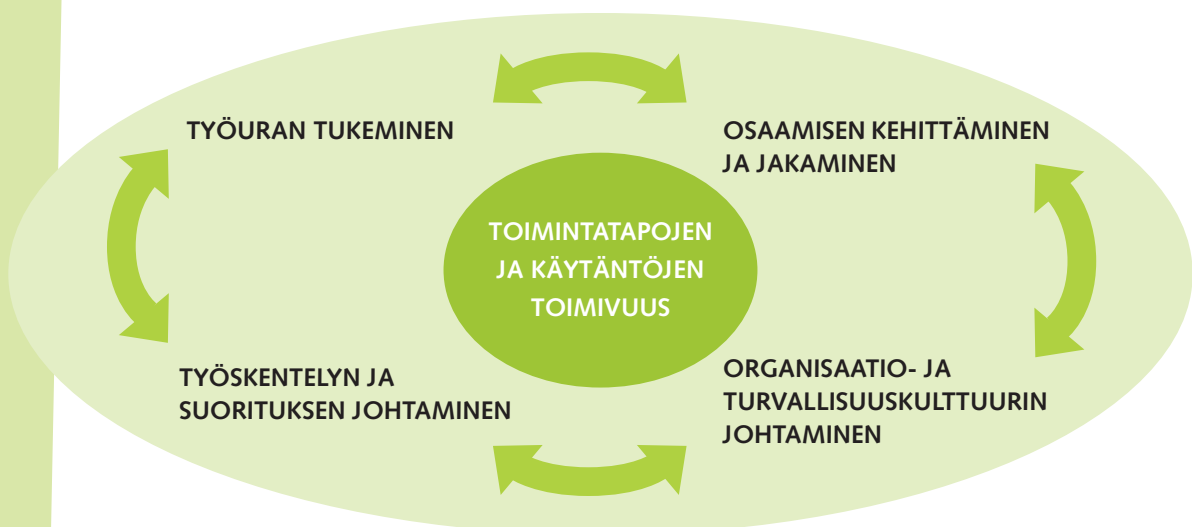 TYÖURAN TUKEMINEN
OSAAMISEN KEHITTÄMINEN
JA JAKAMINEN
TOIMINTATAPOJEN
JA KÄYTÄNTÖJEN
TOIMIVUUS
TYÖSKENTELYN JA
SUORITUKSEN JOHTAMINEN
ORGANISAATIO- JA
TURVALLISUUSKULTTUURIN
JOHTAMINEN